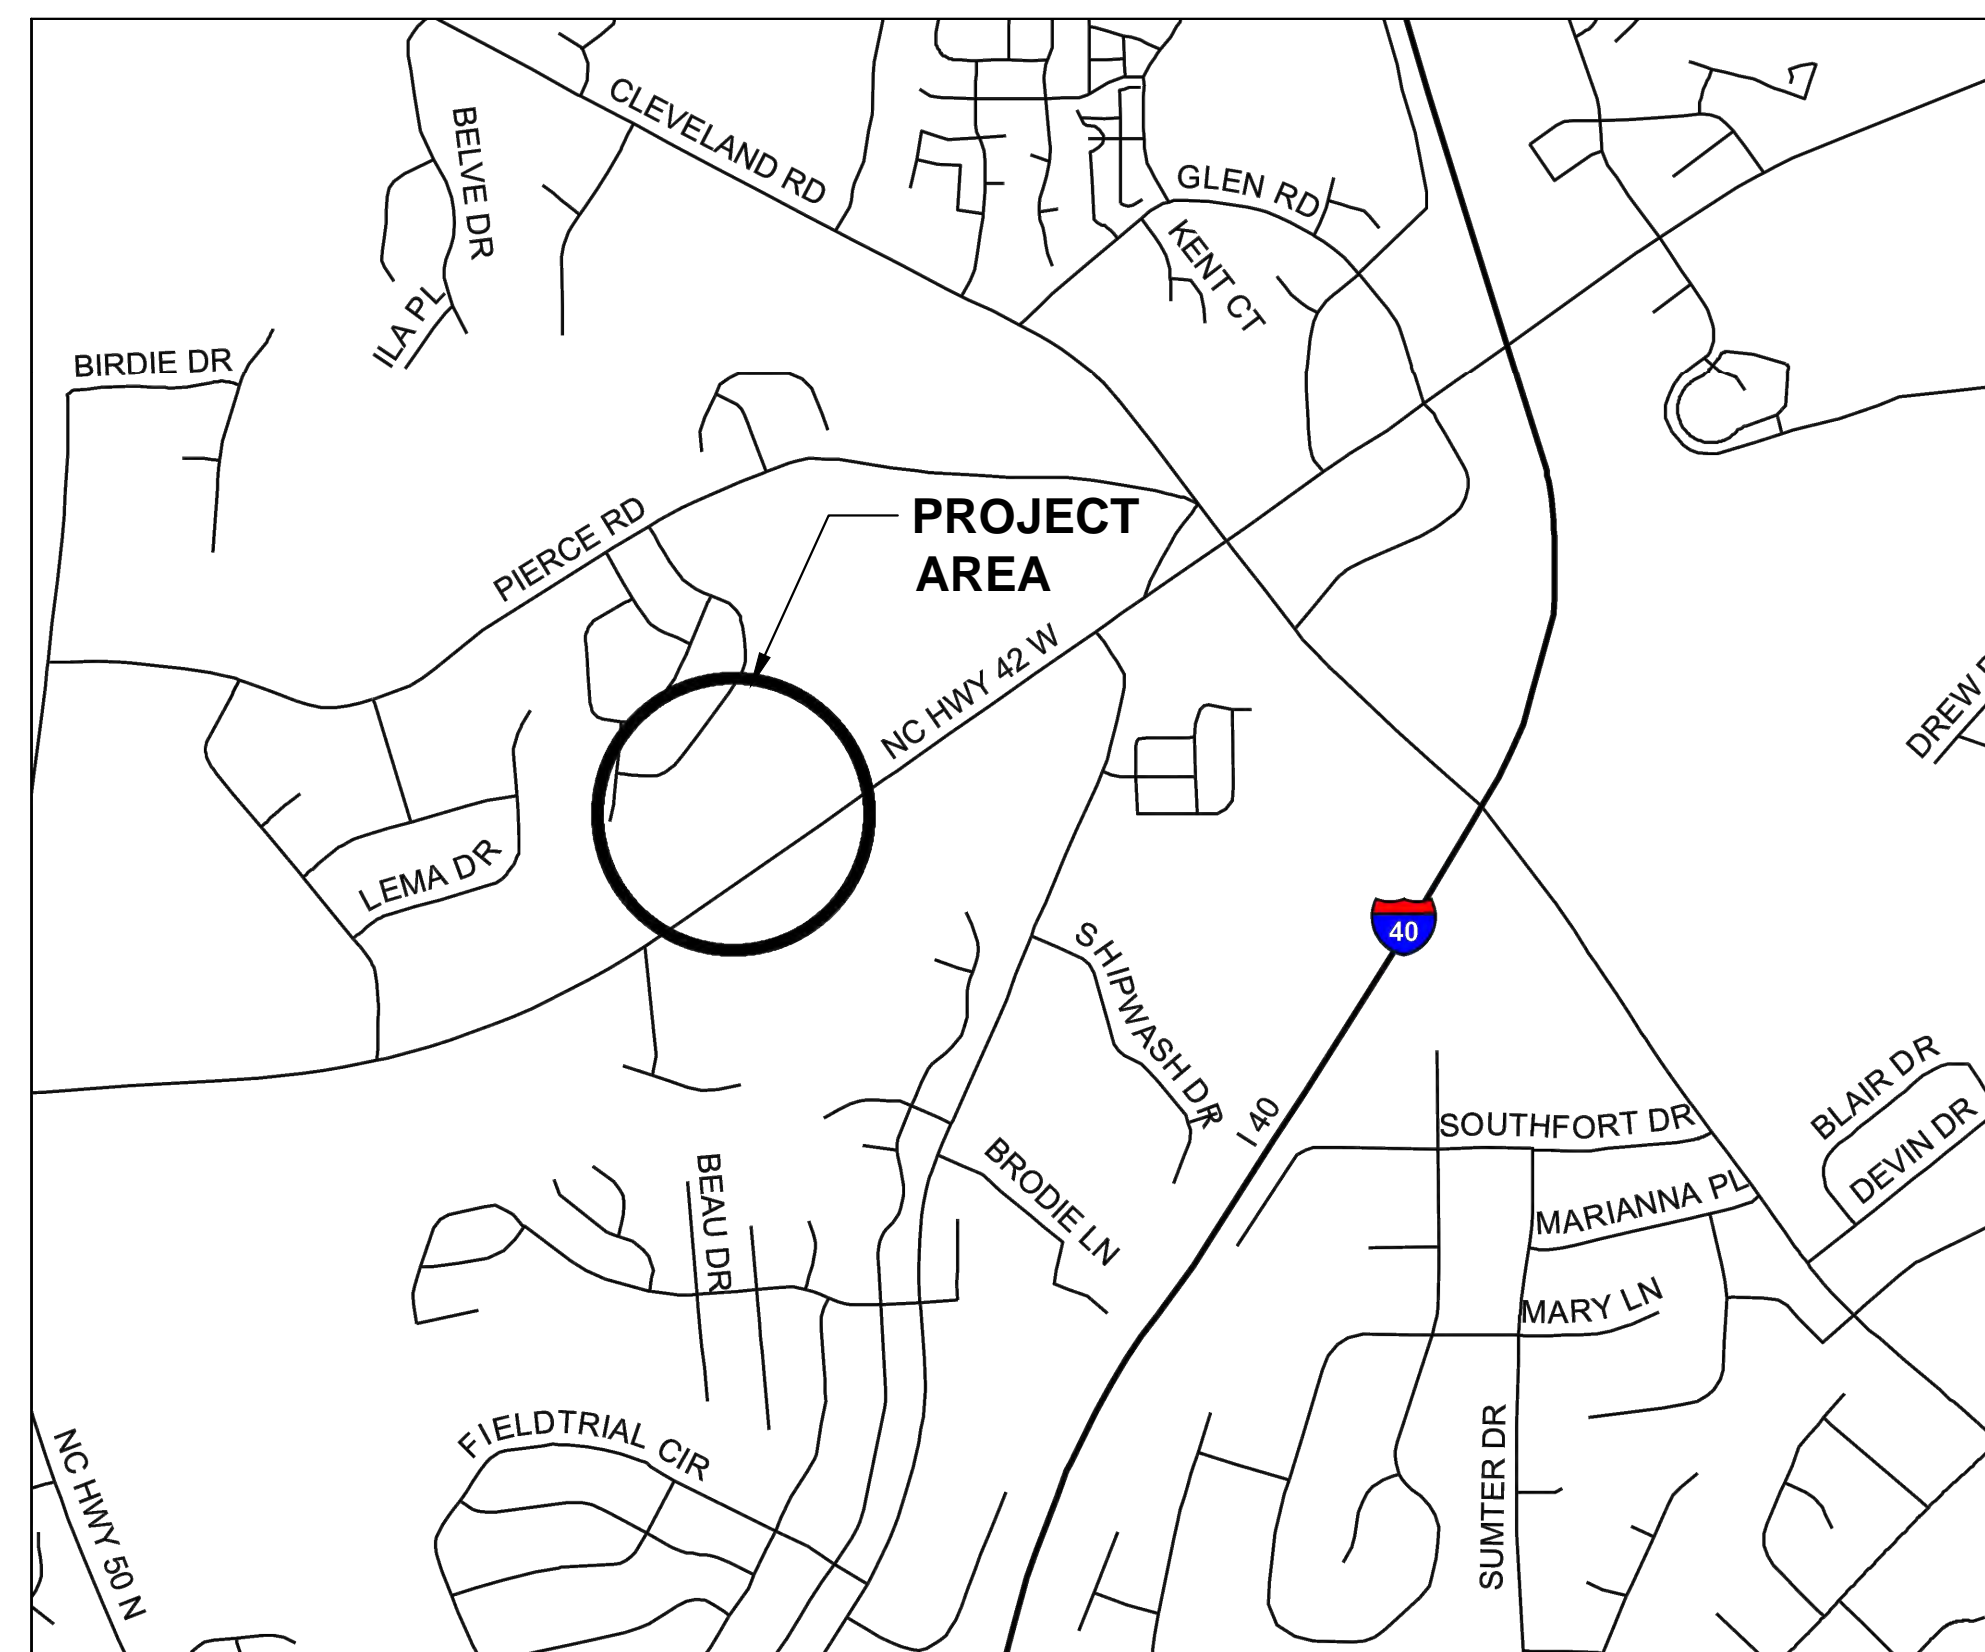 CLEVELAND RD
BELVE DR
GLEN RD
KENT CT
ILA PL
BIRDIE DR
PIERCE RD
PROJECT
AREA
NC HWY 42 W
LEMA DR
40
SHIPWASH DR
I 40
SOUTHFORT DR
BLAIR DR
DEVIN DR
MARIANNA PL
BRODIE LN
BEAU DR
MARY LN
FIELDTRIAL CIR
SUMTER DR
NC HWY 50 N
DREW